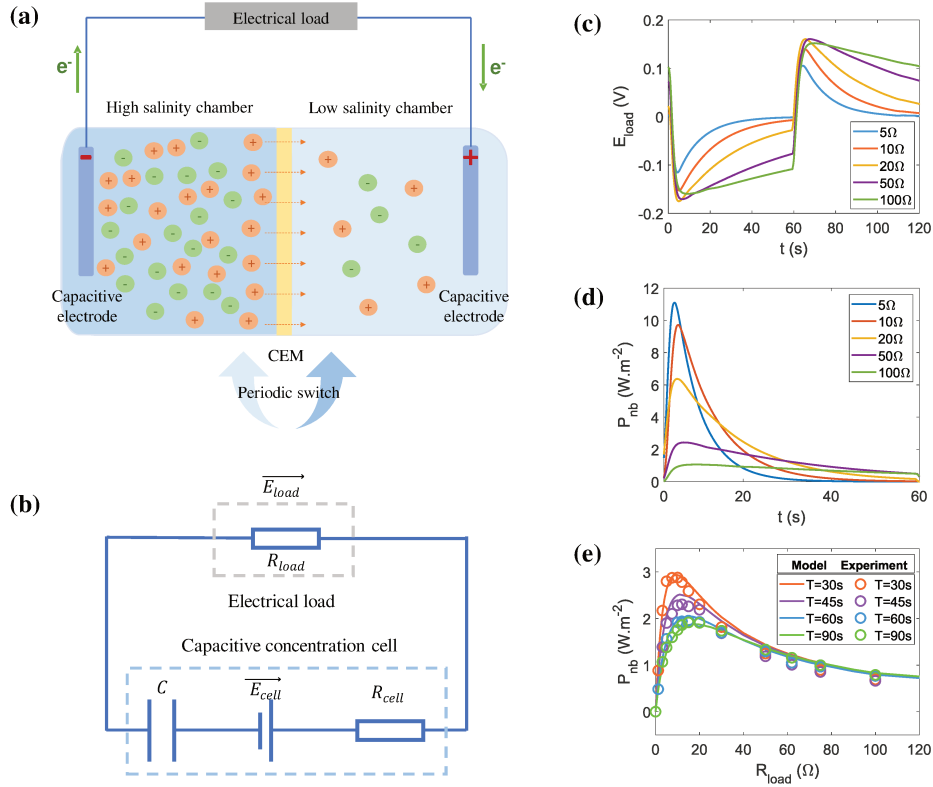 (a)
Electrical load
e-
e-
High salinity chamber
Low salinity chamber
-
+
Capacitive
electrode
Capacitive
electrode
CEM
Periodic switch
(b)
E_load
R_load
Electrical load
Capacitive concentration cell
C
E_cell
R_cell
(c)
E_load (V)
0.2
0.1
0
-0.1
-0.2
0 20 40 60 80 100 120
t (s)
5Ω
10Ω
20Ω
50Ω
100Ω
(d)
P_nb (W.m-2)
12
10
8
6
4
2
0
0 20 40 60
t (s)
5Ω
10Ω
20Ω
50Ω
100Ω
(e)
P_nb (W.m-2)
3
2
1
0
0 20 40 60 80 100 120
R_load (Ω)
Model Experiment
T=30s T=30s
T=45s T=45s
T=60s T=60s
T=90s T=90s